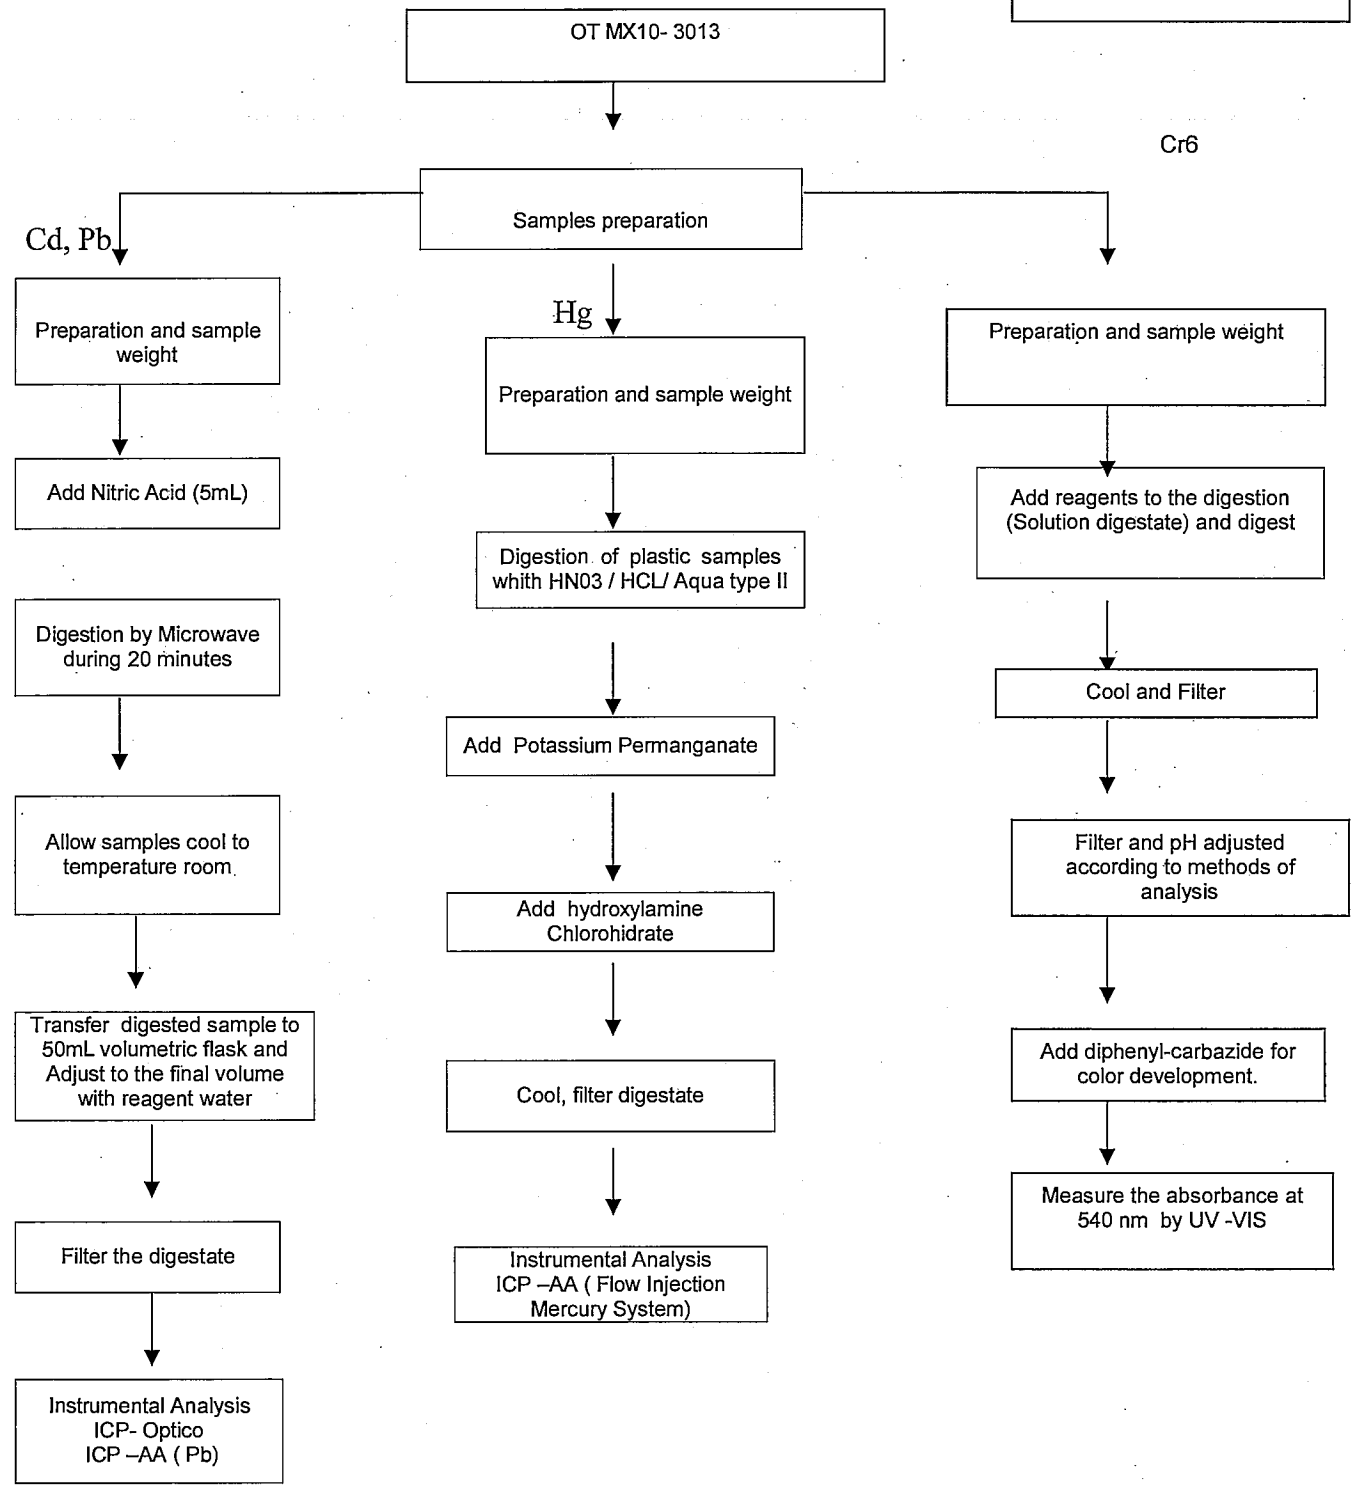 OT MX10- 3013
Cr6
Samples preparation
Cd, Pb
Preparation and sample
weight
Add Nitric Acid (5mL)
Digestion by Microwave
during 20 minutes
Allow samples cool to
temperature room.
Transfer digested sample to
50mL volumetric flask and
Adjust to the final volume
with reagent water
Filter the digestate
Instrumental Analysis
ICP- Optico
ICP –AA ( Pb)
Hg
Preparation and sample weight
Digestion of plastic samples
whith HN03 / HCL/ Aqua type II
Add Potassium Permanganate
Add hydroxylamine
Chlorohidrate
Cool, filter digestate
Instrumental Analysis
ICP –AA ( Flow Injection
Mercury System)
Preparation and sample weight
Add reagents to the digestion
(Solution digestate) and digest
Cool and Filter
Filter and pH adjusted
according to methods of
analysis
Add diphenyl-carbazide for
color development.
Measure the absorbance at
540 nm by UV -VIS